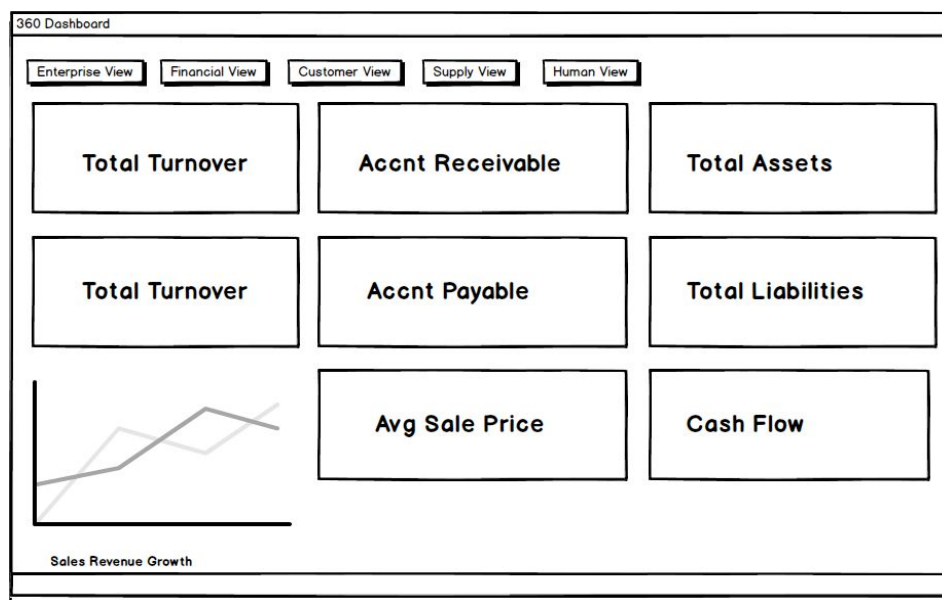 360 Dashboard
Enterprise View Financial View Customer View Supply View Human View
Total Turnover Accnt Receivable Total Assets
Total Turnover Accnt Payable Total Liabilities
Avg Sale Price Cash Flow
Sales Revenue Growth